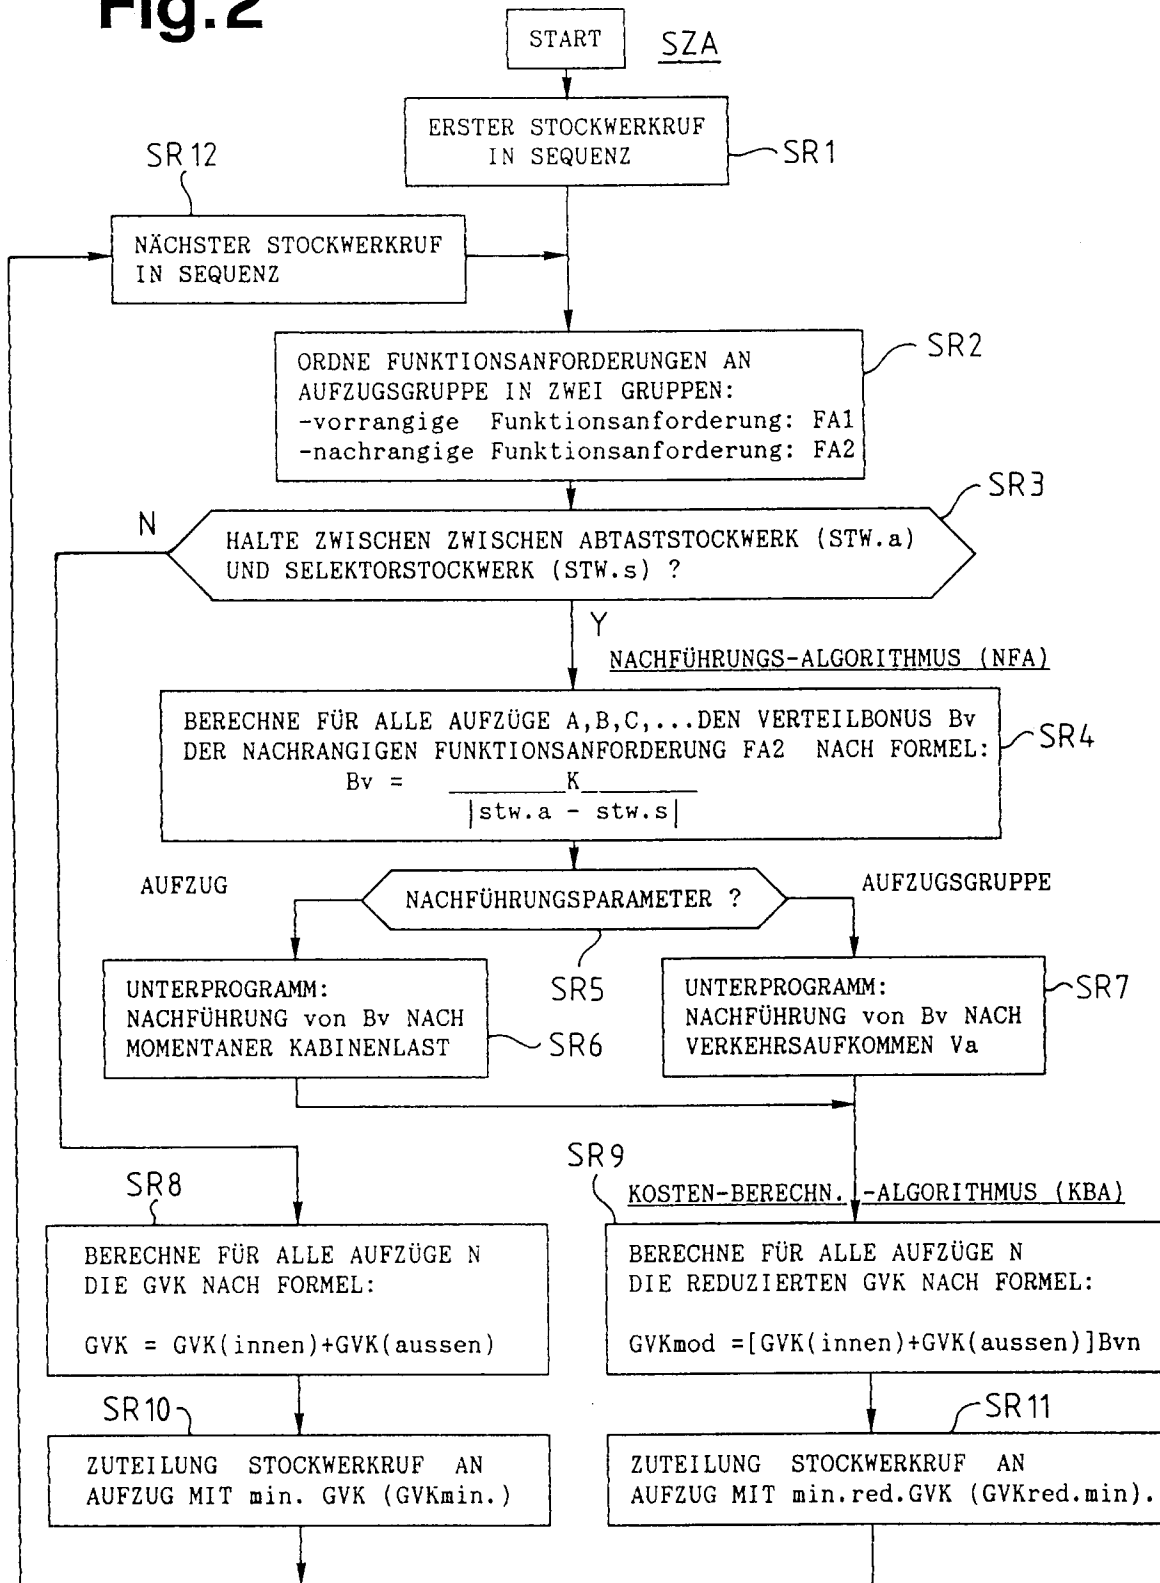 Fig.2
START
SZA
ERSTER STOCKWERKRUF
IN SEQUENZ
SR1
SR12
NÄCHSTER STOCKWERKRUF
IN SEQUENZ
ORDNE FUNKTIONSANFORDERUNGEN AN
AUFZUGSGRUPPE IN ZWEI GRUPPEN:
-vorrangige Funktionsanforderung: FA1
-nachrangige Funktionsanforderung: FA2
SR2
SR3
N
HALTE ZWISCHEN ZWISCHEN ABTASTSTOCKWERK (STW.a)
UND SELEKTORSTOCKWERK (STW.s) ?
Y
NACHFÜHRUNGS-ALGORITHMUS (NFA)
BERECHNE FÜR ALLE AUFZÜGE A,B,C,...DEN VERTEILBONUS Bv
DER NACHRANGIGEN FUNKTIONSANFORDERUNG FA2 NACH FORMEL:
Bv = K
|stw.a - stw.s|
SR4
AUFZUG
NACHFÜHRUNGSPARAMETER ?
AUFZUGSGRUPPE
SR5
UNTERPROGRAMM:
NACHFÜHRUNG von Bv NACH
MOMENTANER KABINENLAST
SR6
UNTERPROGRAMM:
NACHFÜHRUNG von Bv NACH
VERKEHRSAUFKOMMEN Va
SR7
SR8
BERECHNE FÜR ALLE AUFZÜGE N
DIE GVK NACH FORMEL:
GVK = GVK(innen)+GVK(aussen)
SR9
KOSTEN-BERECHN. -ALGORITHMUS (KBA)
BERECHNE FÜR ALLE AUFZÜGE N
DIE REDUZIERTEN GVK NACH FORMEL:
GVKmod =[GVK(innen)+GVK(aussen)]Bvn
SR10
ZUTEILUNG STOCKWERKRUF AN
AUFZUG MIT min. GVK (GVKmin.)
SR11
ZUTEILUNG STOCKWERKRUF AN
AUFZUG MIT min.red.GVK (GVKred.min).